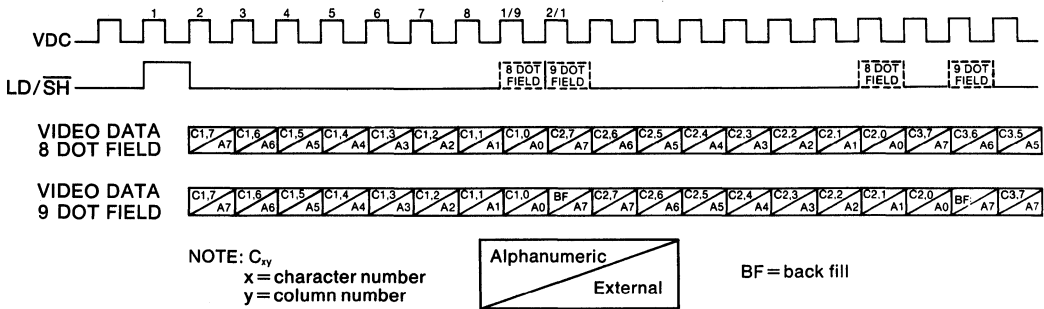 1 2 3 4 5 6 7 8 1/9 2/1
VDC
LD/SH
8 DOT FIELD 9 DOT FIELD 8 DOT FIELD 9 DOT FIELD
VIDEO DATA
8 DOT FIELD
C1,7 A7 C1,6 A6 C1,5 A5 C1,4 A4 C1,3 A3 C1,2 A2 C1,1 A1 C1,0 A0 C2,7 A7 C2,6 A6 C2,5 A5 C2,4 A4 C2,3 A3 C2,2 A2 C2,1 A1 C2,0 A0 C3,7 A7 C3,6 A6 C3,5 A5
VIDEO DATA
9 DOT FIELD
C1,7 A7 C1,6 A6 C1,5 A5 C1,4 A4 C1,3 A3 C1,2 A2 C1,1 A1 C1,0 A0 BF A7 C2,7 A7 C2,6 A6 C2,5 A5 C2,4 A4 C2,3 A3 C2,2 A2 C2,1 A1 C2,0 A0 BF A7 C3,7 A7
NOTE: Cxy
x=character number
y=column number
Alphanumeric
External
BF=back fill